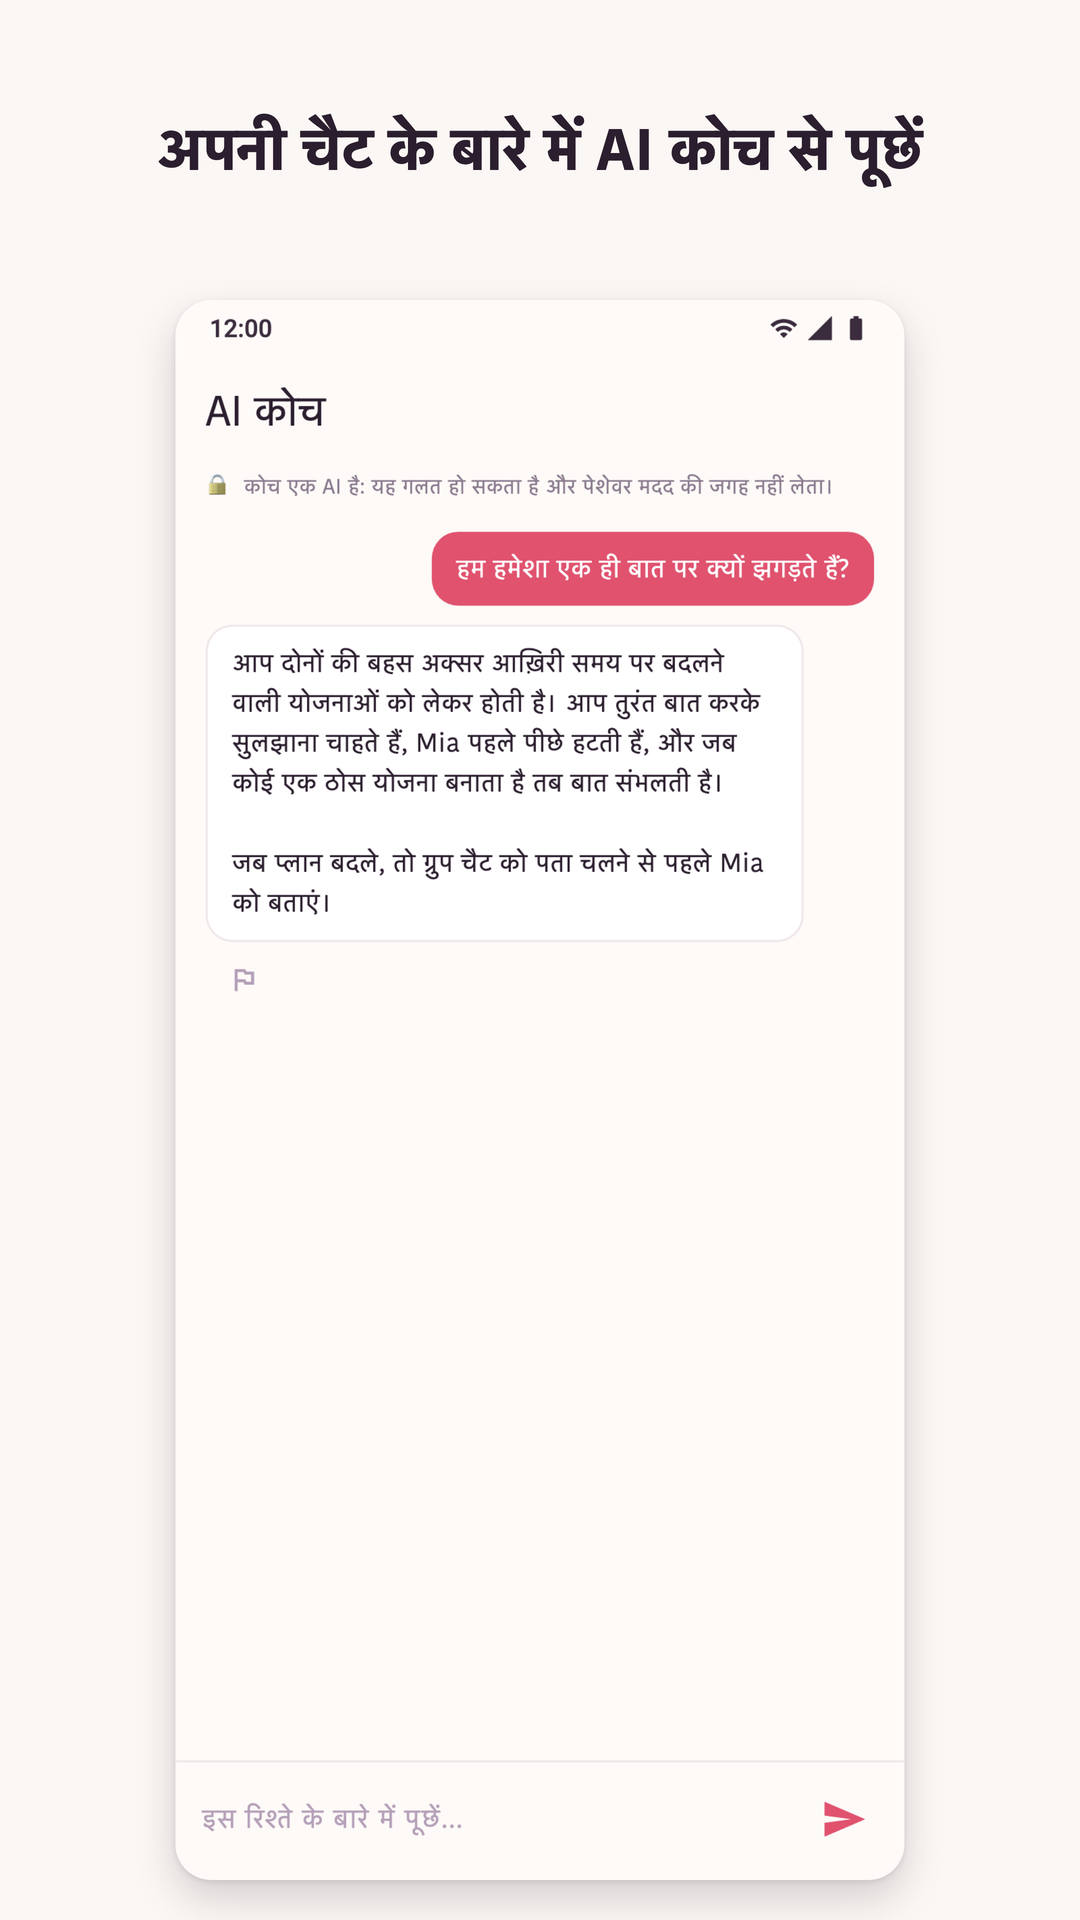 अपनी चैट के बारे में AI कोच से पूछें
12:00
AI कोच
कोच एक AI है: यह गलत हो सकता है और पेशेवर मदद की जगह नहीं लेता।
हम हमेशा एक ही बात पर क्यों झगड़ते हैं?
आप दोनों की बहस अक्सर आख़िरी समय पर बदलने
वाली योजनाओं को लेकर होती है। आप तुरंत बात करके
सुलझाना चाहते हैं, Mia पहले पीछे हटती हैं, और जब
कोई एक ठोस योजना बनाता है तब बात संभलती है।
जब प्लान बदले, तो ग्रुप चैट को पता चलने से पहले Mia
को बताएं।
इस रिश्ते के बारे में पूछें...